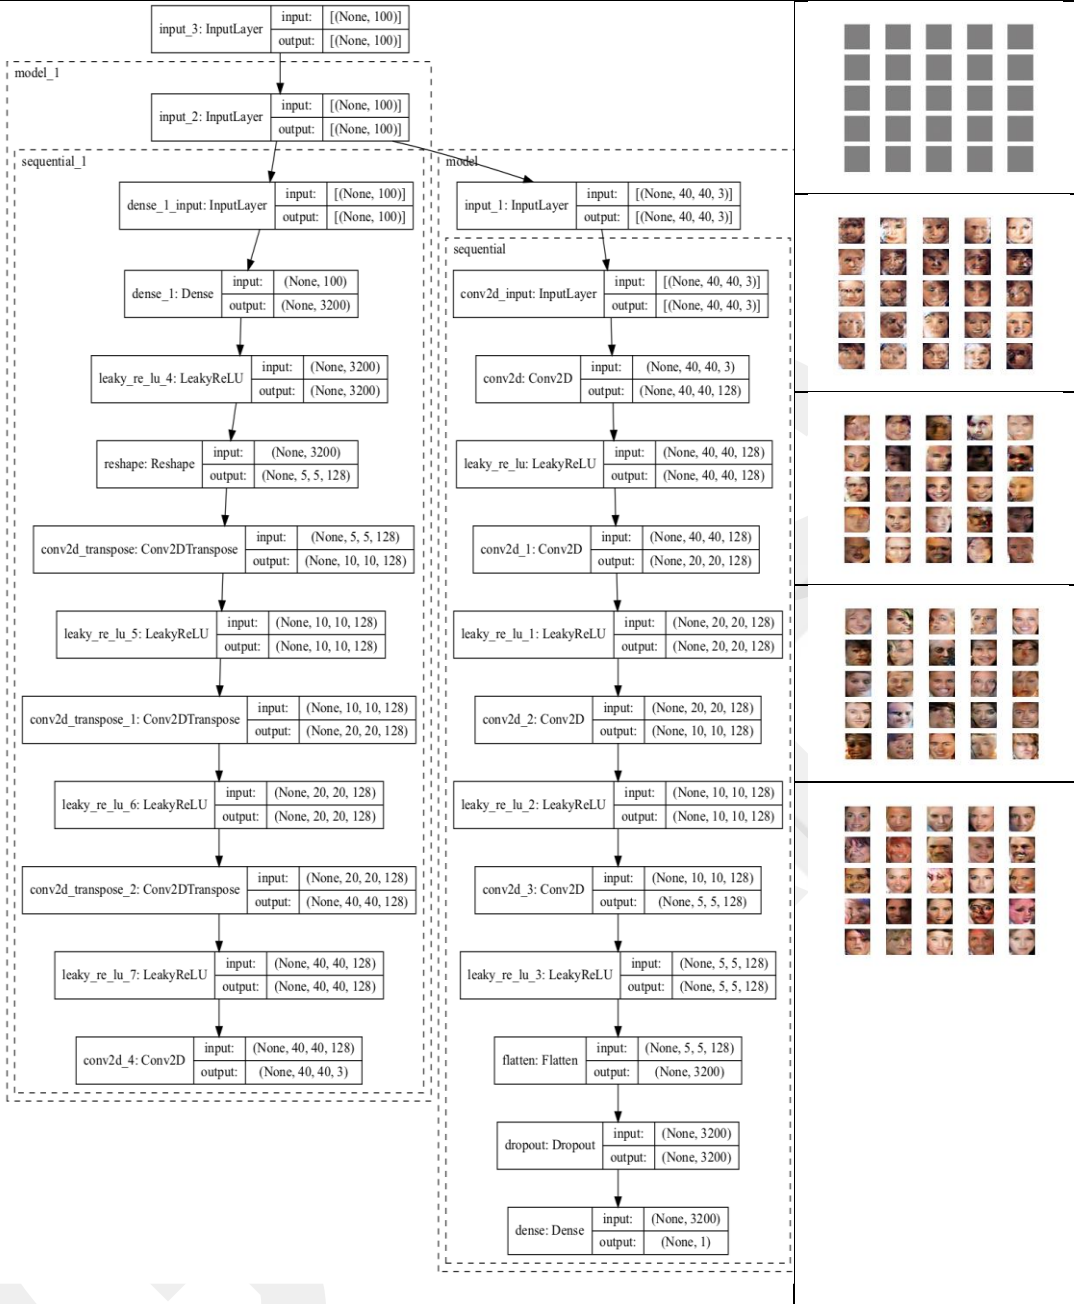 input_3: InputLayer
input: [(None, 100)]
output: [(None, 100)]
model_1
input_2: InputLayer
input: [(None, 100)]
output: [(None, 100)]
sequential_1
dense_1_input: InputLayer
input: [(None, 100)]
output: [(None, 100)]
dense_1: Dense
input: (None, 100)
output: (None, 3200)
leaky_re_lu_4: LeakyReLU
input: (None, 3200)
output: (None, 3200)
reshape: Reshape
input: (None, 3200)
output: (None, 5, 5, 128)
conv2d_transpose: Conv2DTranspose
input: (None, 5, 5, 128)
output: (None, 10, 10, 128)
leaky_re_lu_5: LeakyReLU
input: (None, 10, 10, 128)
output: (None, 10, 10, 128)
conv2d_transpose_1: Conv2DTranspose
input: (None, 10, 10, 128)
output: (None, 20, 20, 128)
leaky_re_lu_6: LeakyReLU
input: (None, 20, 20, 128)
output: (None, 20, 20, 128)
conv2d_transpose_2: Conv2DTranspose
input: (None, 20, 20, 128)
output: (None, 40, 40, 128)
leaky_re_lu_7: LeakyReLU
input: (None, 40, 40, 128)
output: (None, 40, 40, 128)
conv2d_4: Conv2D
input: (None, 40, 40, 128)
output: (None, 40, 40, 3)
model
input_1: InputLayer
input: [(None, 40, 40, 3)]
output: [(None, 40, 40, 3)]
sequential
conv2d_input: InputLayer
input: [(None, 40, 40, 3)]
output: [(None, 40, 40, 3)]
conv2d: Conv2D
input: (None, 40, 40, 3)
output: (None, 40, 40, 128)
leaky_re_lu: LeakyReLU
input: (None, 40, 40, 128)
output: (None, 40, 40, 128)
conv2d_1: Conv2D
input: (None, 40, 40, 128)
output: (None, 20, 20, 128)
leaky_re_lu_1: LeakyReLU
input: (None, 20, 20, 128)
output: (None, 20, 20, 128)
conv2d_2: Conv2D
input: (None, 20, 20, 128)
output: (None, 10, 10, 128)
leaky_re_lu_2: LeakyReLU
input: (None, 10, 10, 128)
output: (None, 10, 10, 128)
conv2d_3: Conv2D
input: (None, 10, 10, 128)
output: (None, 5, 5, 128)
leaky_re_lu_3: LeakyReLU
input: (None, 5, 5, 128)
output: (None, 5, 5, 128)
flatten: Flatten
input: (None, 5, 5, 128)
output: (None, 3200)
dropout: Dropout
input: (None, 3200)
output: (None, 3200)
dense: Dense
input: (None, 3200)
output: (None, 1)